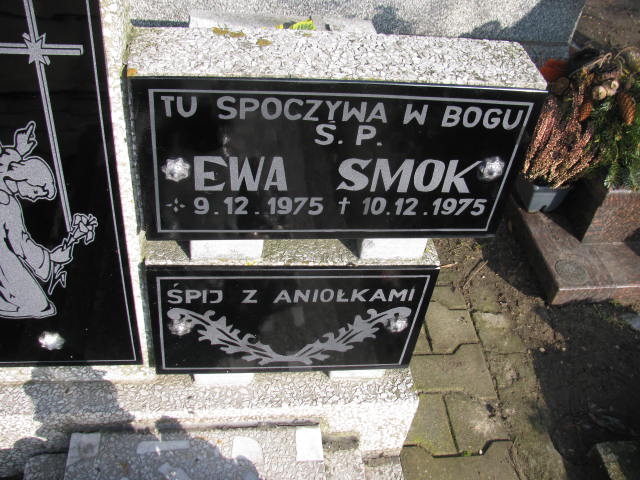 TU SPOCZYWA W BOGU
Ś. P.
EWA SMOK
9.12.1975 † 10.12.1975
ŚPIJ Z ANIOŁKAMI